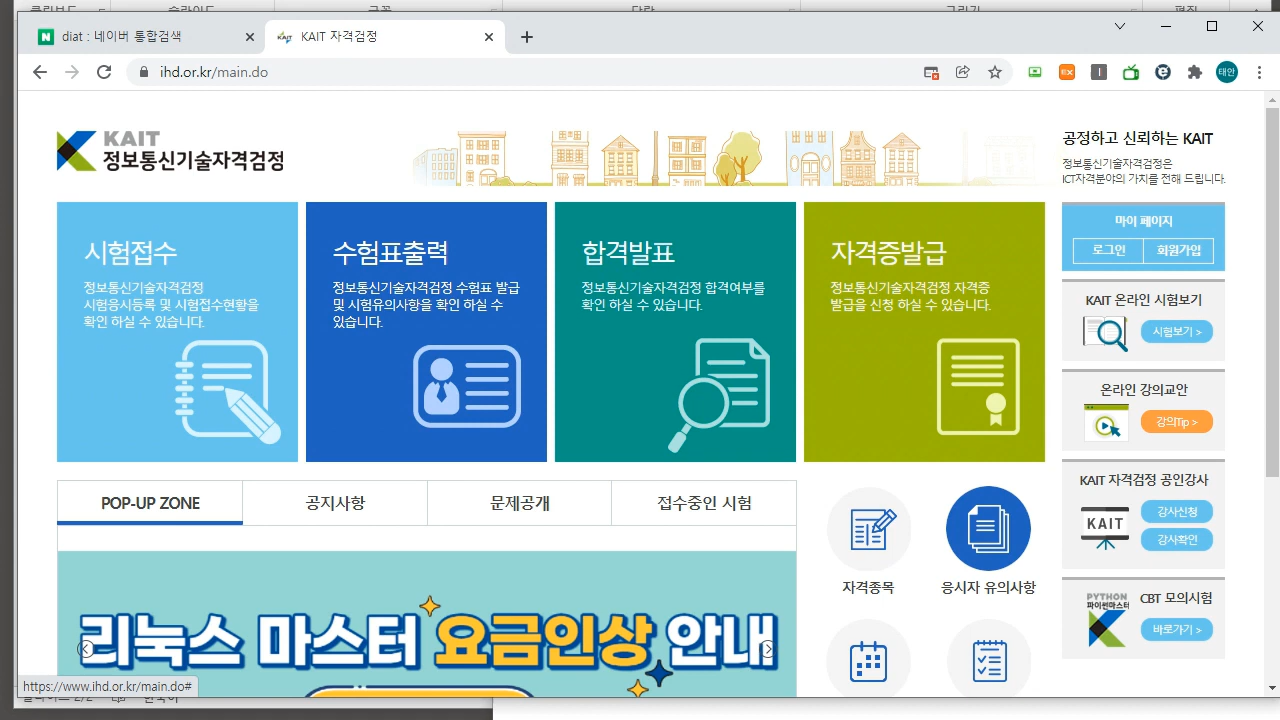 diat : 네이버 통합검색
KAIT 자격검정
ihd.or.kr/main.do
태안
KAIT
정보통신기술자격검정
공정하고 신뢰하는 KAIT
정보통신기술자격검정은
ICT자격분야의 가치를 전해 드립니다.
시험접수
정보통신기술자격검정
시험응시등록 및 시험접수현황을
확인 하실 수 있습니다.
수험표출력
정보통신기술자격검정 수험표 발급
및 시험유의사항을 확인 하실 수
있습니다.
합격발표
정보통신기술자격검정 합격여부를
확인 하실 수 있습니다.
자격증발급
정보통신기술자격검정 자격증
발급을 신청 하실 수 있습니다.
마이 페이지
로그인 회원가입
KAIT 온라인 시험보기
시험보기 >
온라인 강의교안
강의Tip >
KAIT 자격검정 공인강사
KAIT
강사신청
강사확인
PYTHON
파이썬마스터
CBT 모의시험
바로가기 >
POP-UP ZONE 공지사항 문제공개 접수중인 시험
자격종목 응시자 유의사항
리눅스 마스터 요금인상 안내
https://www.ihd.or.kr/main.do#